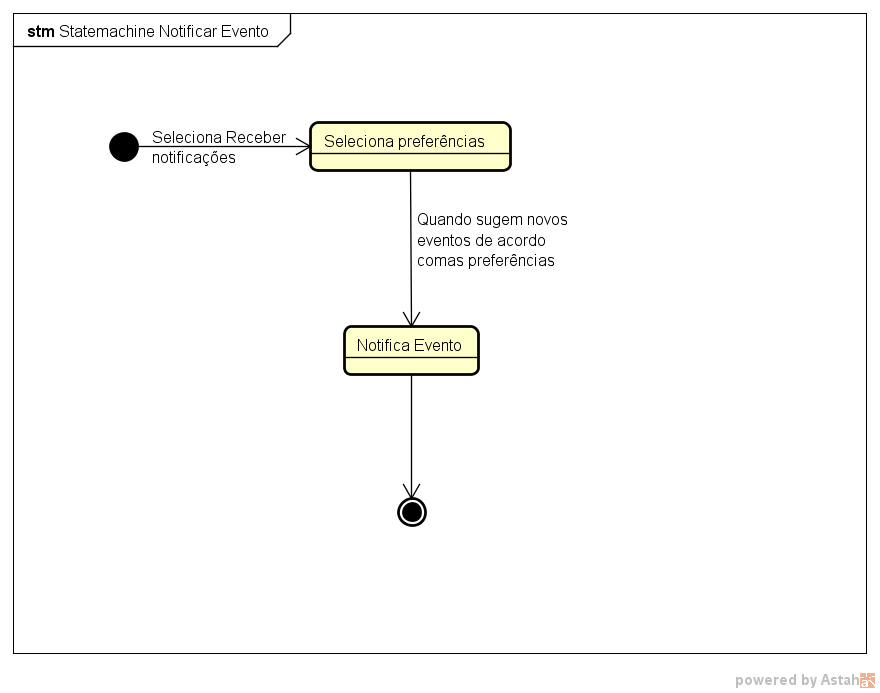 stm Statemachine Notificar Evento
Seleciona Receber
notificações
Seleciona preferências
Quando sugem novos
eventos de acordo
comas preferências
Notifica Evento
powered by Astah